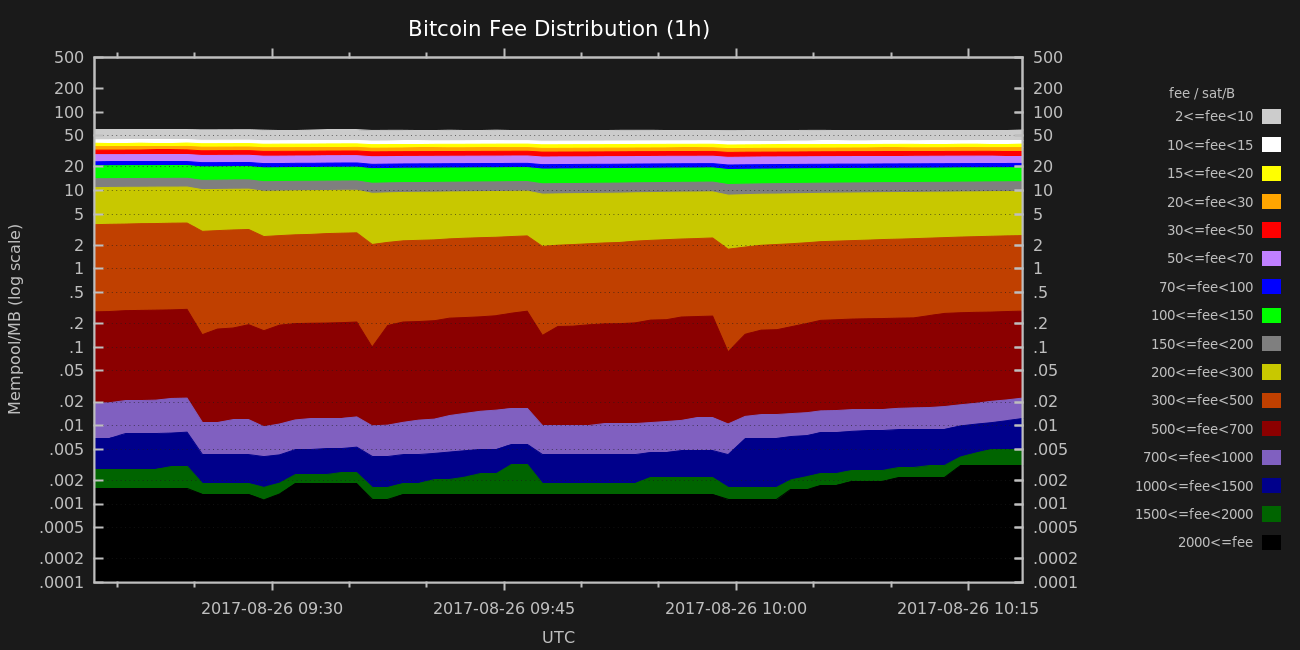 Bitcoin Fee Distribution (1h)
Mempool/MB (log scale)
500
200
100
50
20
10
5
2
1
.5
.2
.1
.05
.02
.01
.005
.002
.001
.0005
.0002
.0001
500
200
100
50
20
10
5
2
1
.5
.2
.1
.05
.02
.01
.005
.002
.001
.0005
.0002
.0001
2017-08-26 09:30
2017-08-26 09:45
2017-08-26 10:00
2017-08-26 10:15
UTC
fee / sat/B
2<=fee<10
10<=fee<15
15<=fee<20
20<=fee<30
30<=fee<50
50<=fee<70
70<=fee<100
100<=fee<150
150<=fee<200
200<=fee<300
300<=fee<500
500<=fee<700
700<=fee<1000
1000<=fee<1500
1500<=fee<2000
2000<=fee